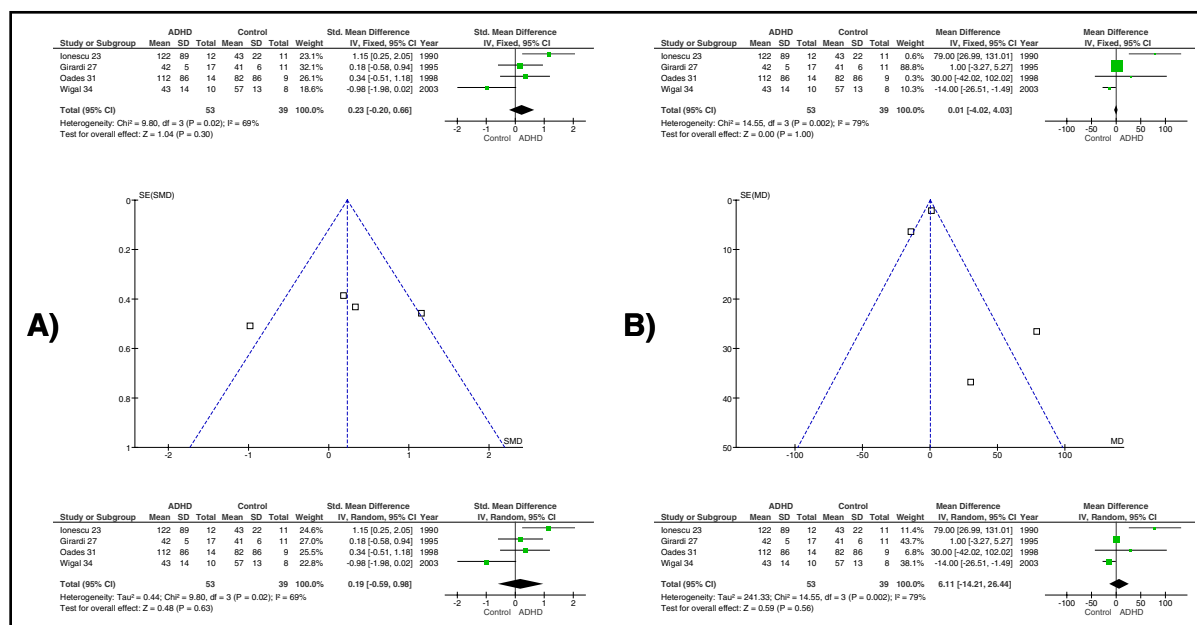 ADHD Control Std. Mean Difference Std. Mean Difference
Study or Subgroup Mean SD Total Mean SD Total Weight IV, Fixed, 95% CI Year IV, Fixed, 95% CI
Ionescu 23 122 89 12 43 22 11 23.1% 1.15 [0.25, 2.05] 1990
Girardi 27 42 5 17 41 6 11 32.1% 0.18 [-0.58, 0.94] 1995
Oades 31 112 86 14 82 86 9 26.1% 0.34 [-0.51, 1.18] 1998
Wigal 34 43 14 10 57 13 8 18.6% -0.98 [-1.98, 0.02] 2003
Total (95% CI) 53 39 100.0% 0.23 [-0.20, 0.66]
Heterogeneity: Chi² = 9.80, df = 3 (P = 0.02); I² = 69%
Test for overall effect: Z = 1.04 (P = 0.30)
-2 -1 0 1 2
Control ADHD
ADHD Control Mean Difference Mean Difference
Study or Subgroup Mean SD Total Mean SD Total Weight IV, Fixed, 95% CI Year IV, Fixed, 95% CI
Ionescu 23 122 89 12 43 22 11 0.6% 79.00 [26.99, 131.01] 1990
Girardi 27 42 5 17 41 6 11 88.8% 1.00 [-3.27, 5.27] 1995
Oades 31 112 86 14 82 86 9 0.3% 30.00 [-42.02, 102.02] 1998
Wigal 34 43 14 10 57 13 8 10.3% -14.00 [-26.51, -1.49] 2003
Total (95% CI) 53 39 100.0% 0.01 [-4.02, 4.03]
Heterogeneity: Chi² = 14.55, df = 3 (P = 0.002); I² = 79%
Test for overall effect: Z = 0.00 (P = 1.00)
-100 -50 0 50 100
Control ADHD
A)
SE(SMD)
0
0.2
0.4
0.6
0.8
1
SMD
-2 -1 0 1 2
B)
SE(MD)
0
10
20
30
40
50
MD
-100 -50 0 50 100
ADHD Control Std. Mean Difference Std. Mean Difference
Study or Subgroup Mean SD Total Mean SD Total Weight IV, Random, 95% CI Year IV, Random, 95% CI
Ionescu 23 122 89 12 43 22 11 24.6% 1.15 [0.25, 2.05] 1990
Girardi 27 42 5 17 41 6 11 27.0% 0.18 [-0.58, 0.94] 1995
Oades 31 112 86 14 82 86 9 25.5% 0.34 [-0.51, 1.18] 1998
Wigal 34 43 14 10 57 13 8 22.8% -0.98 [-1.98, 0.02] 2003
Total (95% CI) 53 39 100.0% 0.19 [-0.59, 0.98]
Heterogeneity: Tau² = 0.44; Chi² = 9.80, df = 3 (P = 0.02); I² = 69%
Test for overall effect: Z = 0.48 (P = 0.63)
-2 -1 0 1 2
Control ADHD
ADHD Control Mean Difference Mean Difference
Study or Subgroup Mean SD Total Mean SD Total Weight IV, Random, 95% CI Year IV, Random, 95% CI
Ionescu 23 122 89 12 43 22 11 11.4% 79.00 [26.99, 131.01] 1990
Girardi 27 42 5 17 41 6 11 43.7% 1.00 [-3.27, 5.27] 1995
Oades 31 112 86 14 82 86 9 6.8% 30.00 [-42.02, 102.02] 1998
Wigal 34 43 14 10 57 13 8 38.1% -14.00 [-26.51, -1.49] 2003
Total (95% CI) 53 39 100.0% 6.11 [-14.21, 26.44]
Heterogeneity: Tau² = 241.33; Chi² = 14.55, df = 3 (P = 0.002); I² = 79%
Test for overall effect: Z = 0.59 (P = 0.56)
-100 -50 0 50 100
Control ADHD